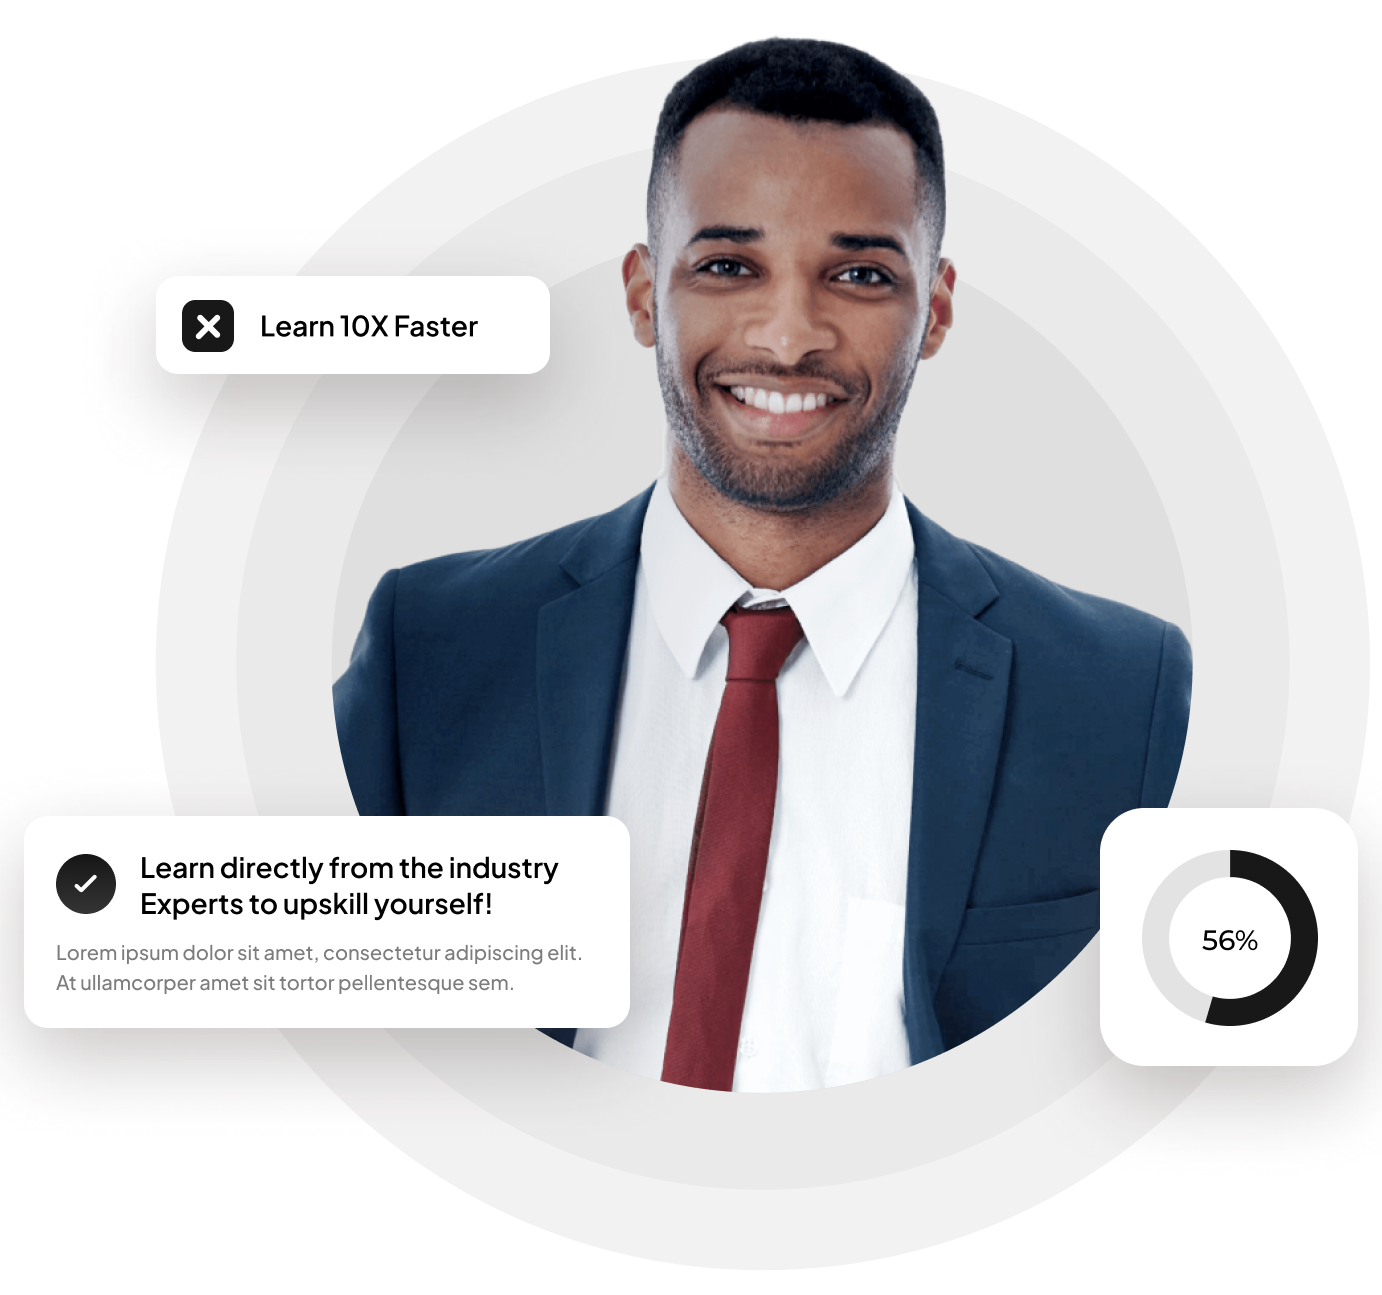 Learn 10X Faster
Learn directly from the industry
Experts to upskill yourself!
Lorem ipsum dolor sit amet, consectetur adipiscing elit.
At ullamcorper amet sit tortor pellentesque sem.
56%